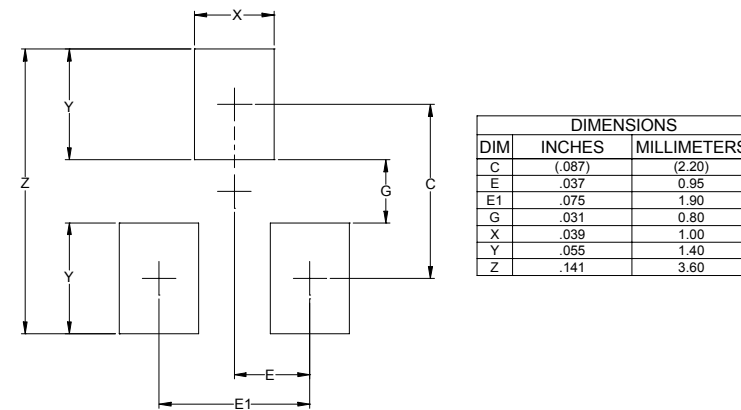 X
Y
Z
G
C
Y
E
E1
DIMENSIONS
DIM INCHES MILLIMETERS
C (.087) (2.20)
E .037 0.95
E1 .075 1.90
G .031 0.80
X .039 1.00
Y .055 1.40
Z .141 3.60